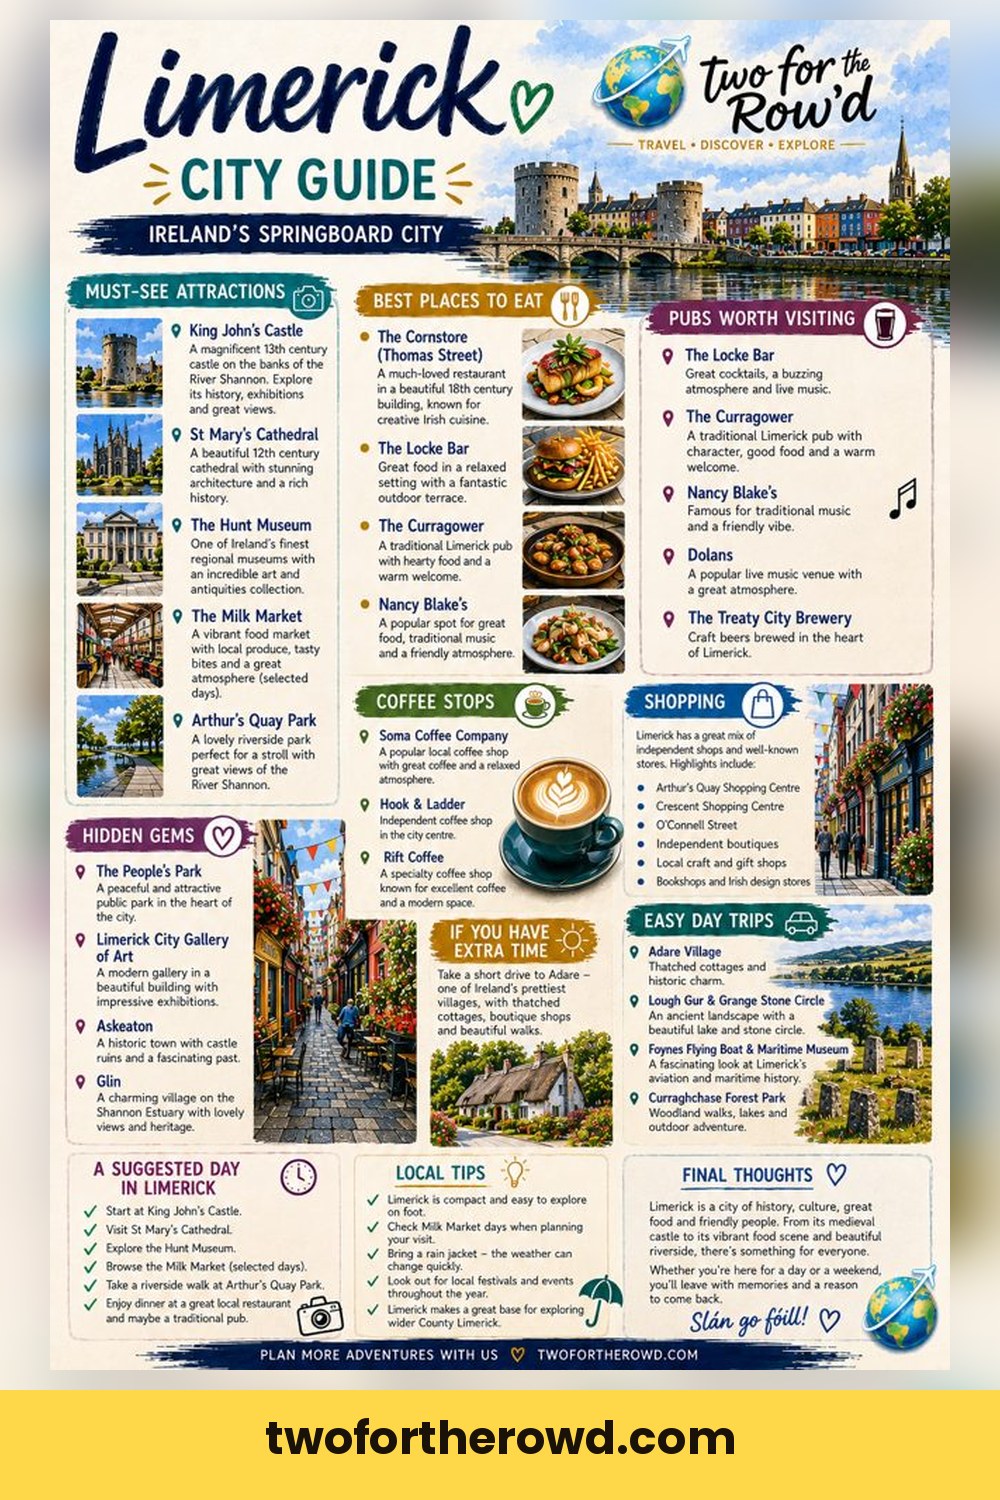 Limerick
CITY GUIDE
IRELAND'S SPRINGBOARD CITY
two for the
Row'd
TRAVEL • DISCOVER • EXPLORE
MUST-SEE ATTRACTIONS
King John's Castle
A magnificent 13th century
castle on the banks of the
River Shannon. Explore
its history, exhibitions
and great views.
St Mary's Cathedral
A beautiful 12th century
cathedral with stunning
architecture and a rich
history.
The Hunt Museum
One of Ireland's finest
regional museums with
an incredible art and
antiquities collection.
The Milk Market
A vibrant food market
with local produce, tasty
bites and a great
atmosphere (selected
days).
Arthur's Quay Park
A lovely riverside park
perfect for a stroll with
great views of the
River Shannon.
BEST PLACES TO EAT
The Cornstore
(Thomas Street)
A much-loved restaurant
in a beautiful 18th century
building, known for
creative Irish cuisine.
The Locke Bar
Great food in a relaxed
setting with a fantastic
outdoor terrace.
The Curragower
A traditional Limerick pub
with hearty food and a
warm welcome.
Nancy Blake's
A popular spot for great
food, traditional music
and a friendly atmosphere.
PUBS WORTH VISITING
The Locke Bar
Great cocktails, a buzzing
atmosphere and live music.
The Curragower
A traditional Limerick pub with
character, good food and a warm
welcome.
Nancy Blake's
Famous for traditional music
and a friendly vibe.
Dolans
A popular live music venue with
a great atmosphere.
The Treaty City Brewery
Craft beers brewed in the heart
of Limerick.
COFFEE STOPS
Soma Coffee Company
A popular local coffee shop
with great coffee and a relaxed
atmosphere.
Hook & Ladder
Independent coffee shop
in the city centre.
Rift Coffee
A specialty coffee shop
known for excellent coffee
and a modern space.
SHOPPING
Limerick has a great mix of
independent shops and well-known
stores. Highlights include:
• Arthur's Quay Shopping Centre
• Crescent Shopping Centre
• O'Connell Street
• Independent boutiques
• Local craft and gift shops
• Bookshops and Irish design stores
HIDDEN GEMS
The People's Park
A peaceful and attractive
public park in the heart of
the city.
Limerick City Gallery
of Art
A modern gallery in a
beautiful building with
impressive exhibitions.
Askeaton
A historic town with castle
ruins and a fascinating past.
Glin
A charming village on the
Shannon Estuary with lovely
views and heritage.
IF YOU HAVE
EXTRA TIME
Take a short drive to Adare –
one of Ireland's prettiest
villages, with thatched
cottages, boutique shops
and beautiful walks.
EASY DAY TRIPS
Adare Village
Thatched cottages and
historic charm.
Lough Gur & Grange Stone Circle
An ancient landscape with a
beautiful lake and stone circle.
Foynes Flying Boat & Maritime Museum
A fascinating look at Limerick's
aviation and maritime history.
Curraghchase Forest Park
Woodland walks, lakes and
outdoor adventure.
A SUGGESTED DAY
IN LIMERICK
Start at King John's Castle.
Visit St Mary's Cathedral.
Explore the Hunt Museum.
Browse the Milk Market (selected days).
Take a riverside walk at Arthur's Quay Park.
Enjoy dinner at a great local restaurant
and maybe a traditional pub.
LOCAL TIPS
Limerick is compact and easy to explore
on foot.
Check Milk Market days when planning
your visit.
Bring a rain jacket – the weather can
change quickly.
Look out for local festivals and events
throughout the year.
Limerick makes a great base for exploring
wider County Limerick.
FINAL THOUGHTS
Limerick is a city of history, culture, great
food and friendly people. From its medieval
castle to its vibrant food scene and beautiful
riverside, there's something for everyone.
Whether you're here for a day or a weekend,
you'll leave with memories and a reason
to come back.
Slán go fóill!
PLAN MORE ADVENTURES WITH US
TWOFORTHEROWD.COM
twofortherowd.com